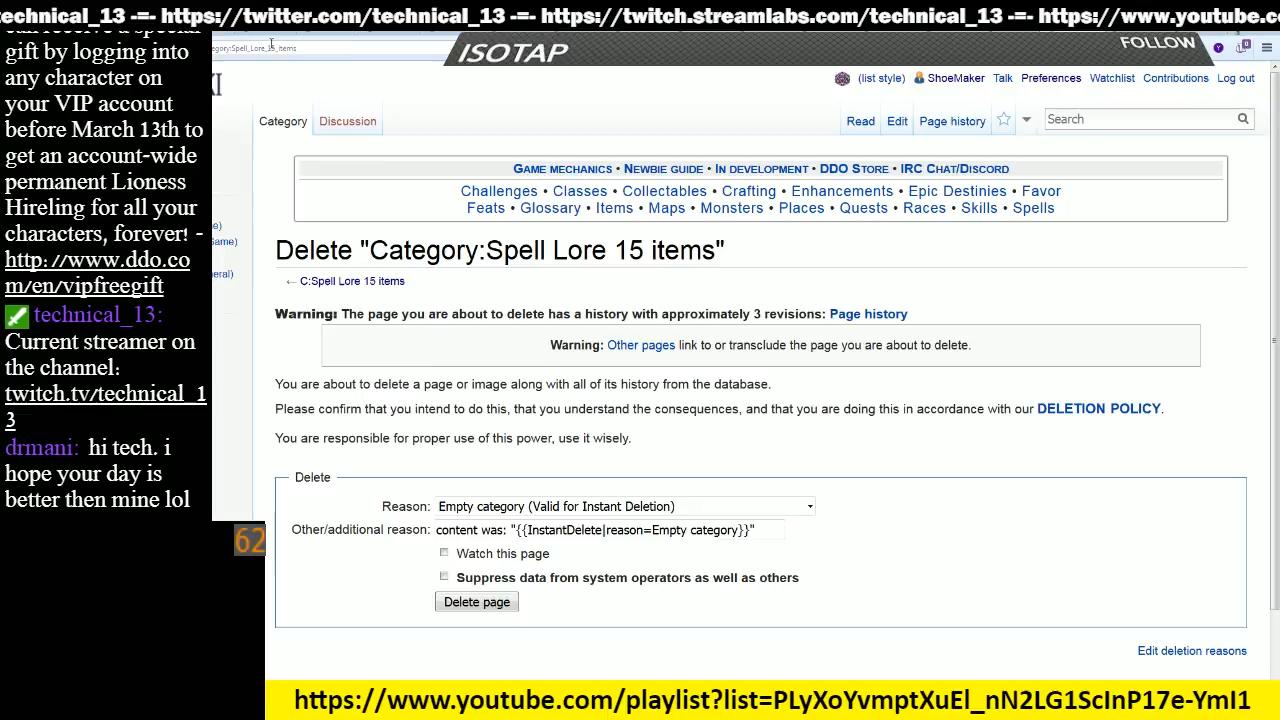 technical_13 -=- https://twitter.com/technical_13 -=- https://twitch.streamlabs.com/technical_13 -=- https://www.youtube.c
can receive a special
gift by logging into
any character on
your VIP account
before March 13th to
get an account-wide
permanent Lioness
Hireling for all your
characters, forever! -
http://www.ddo.co
m/en/vipfreegift
technical_13:
Current streamer on
the channel:
twitch.tv/technical_1
3
drmani: hi tech. i
hope your day is
better then mine lol
62
egory:Spell_Lore_15_items
ISOTAP
FOLLOW
XI
(list style) ShoeMaker Talk Preferences Watchlist Contributions Log out
Category Discussion Read Edit Page history Search
Game mechanics • Newbie guide • In development • DDO Store • IRC Chat/Discord
Challenges • Classes • Collectables • Crafting • Enhancements • Epic Destinies • Favor
Feats • Glossary • Items • Maps • Monsters • Places • Quests • Races • Skills • Spells
e)
Game)
eral)
Delete "Category:Spell Lore 15 items"
← C:Spell Lore 15 items
Warning: The page you are about to delete has a history with approximately 3 revisions: Page history
Warning: Other pages link to or transclude the page you are about to delete.
You are about to delete a page or image along with all of its history from the database.
Please confirm that you intend to do this, that you understand the consequences, and that you are doing this in accordance with our DELETION POLICY.
You are responsible for proper use of this power, use it wisely.
Delete
Reason: Empty category (Valid for Instant Deletion)
Other/additional reason: content was: "{{InstantDelete|reason=Empty category}}"
Watch this page
Suppress data from system operators as well as others
Delete page
Edit deletion reasons
https://www.youtube.com/playlist?list=PLyXoYvmptXuEl_nN2LG1ScInP17e-YmI1